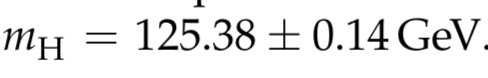 m_H = 125.38 ± 0.14 GeV.